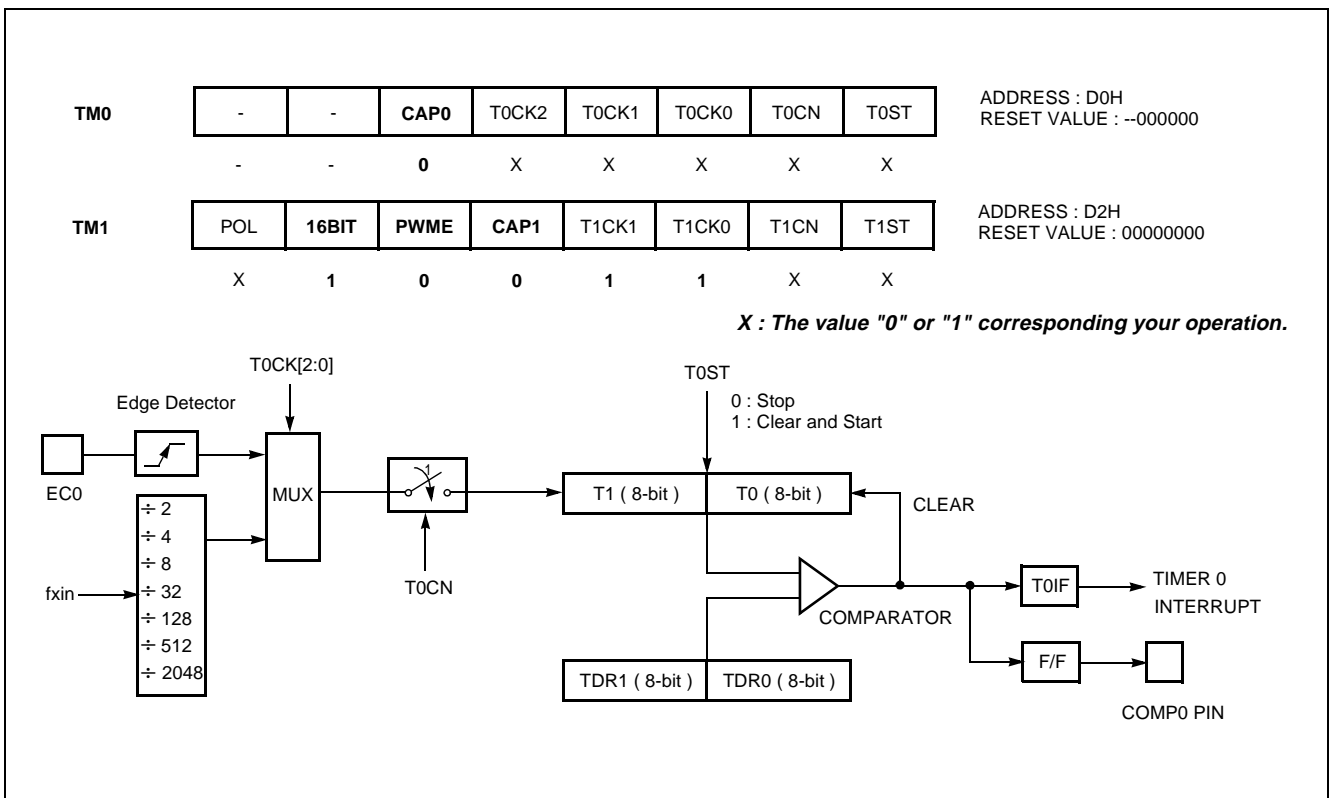 TM0 - - CAP0 T0CK2 T0CK1 T0CK0 T0CN T0ST
ADDRESS : D0H
RESET VALUE : --000000
- - 0 X X X X X
TM1 POL 16BIT PWME CAP1 T1CK1 T1CK0 T1CN T1ST
ADDRESS : D2H
RESET VALUE : 00000000
X 1 0 0 1 1 X X
X : The value "0" or "1" corresponding your operation.
T0CK[2:0]
Edge Detector
EC0
MUX
fxin
÷ 2
÷ 4
÷ 8
÷ 32
÷ 128
÷ 512
÷ 2048
1
T0CN
T0ST
0 : Stop
1 : Clear and Start
T1 ( 8-bit ) T0 ( 8-bit )
CLEAR
COMPARATOR
TDR1 ( 8-bit ) TDR0 ( 8-bit )
T0IF
TIMER 0
INTERRUPT
F/F
COMP0 PIN